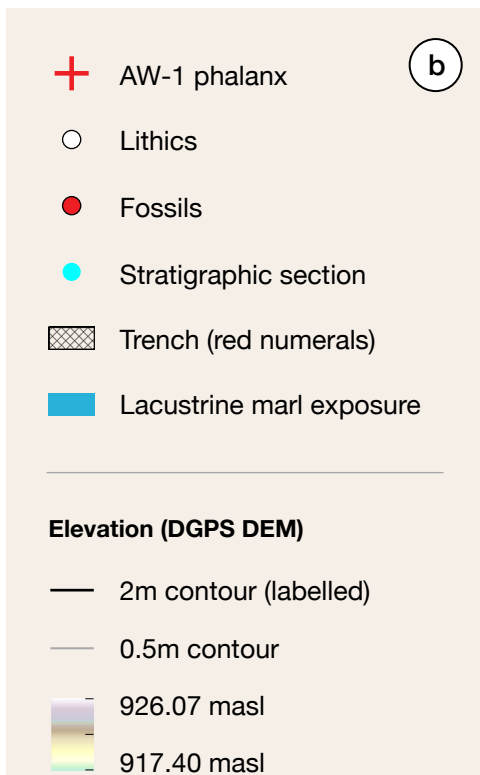 b
AW-1 phalanx
Lithics
Fossils
Stratigraphic section
Trench (red numerals)
Lacustrine marl exposure
Elevation (DGPS DEM)
2m contour (labelled)
0.5m contour
926.07 masl
917.40 masl